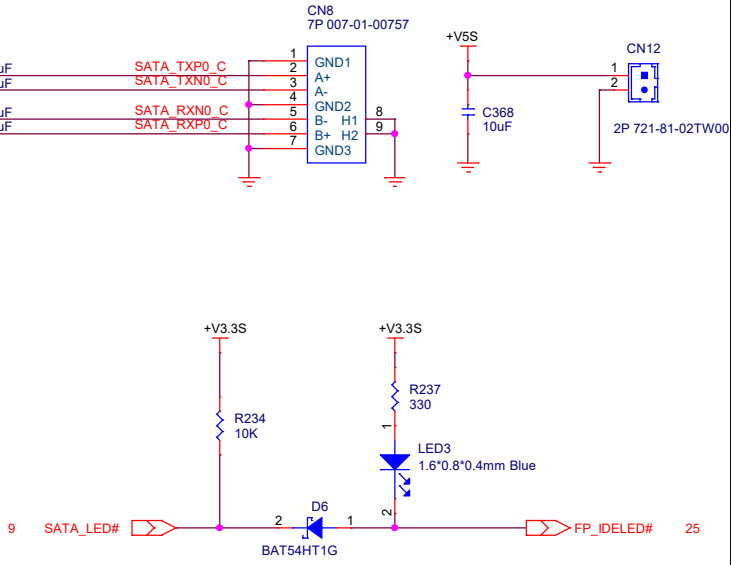 CN8
7P 007-01-00757
+V5S
CN12
1
GND1
1
uF
SATA_TXP0_C
2
A+
uF
SATA_TXN0_C
3
A-
2
4
GND2
C368
10uF
uF
SATA_RXN0_C
5
B-
H1
8
uF
SATA_RXP0_C
6
B+
H2
9
2P 721-81-02TW00
7
GND3
+V3.3S
+V3.3S
R237
330
R234
10K
1
LED3
1.6*0.8*0.4mm Blue
2
D6
9
SATA_LED#
2
1
FP_IDELED#
25
BAT54HT1G